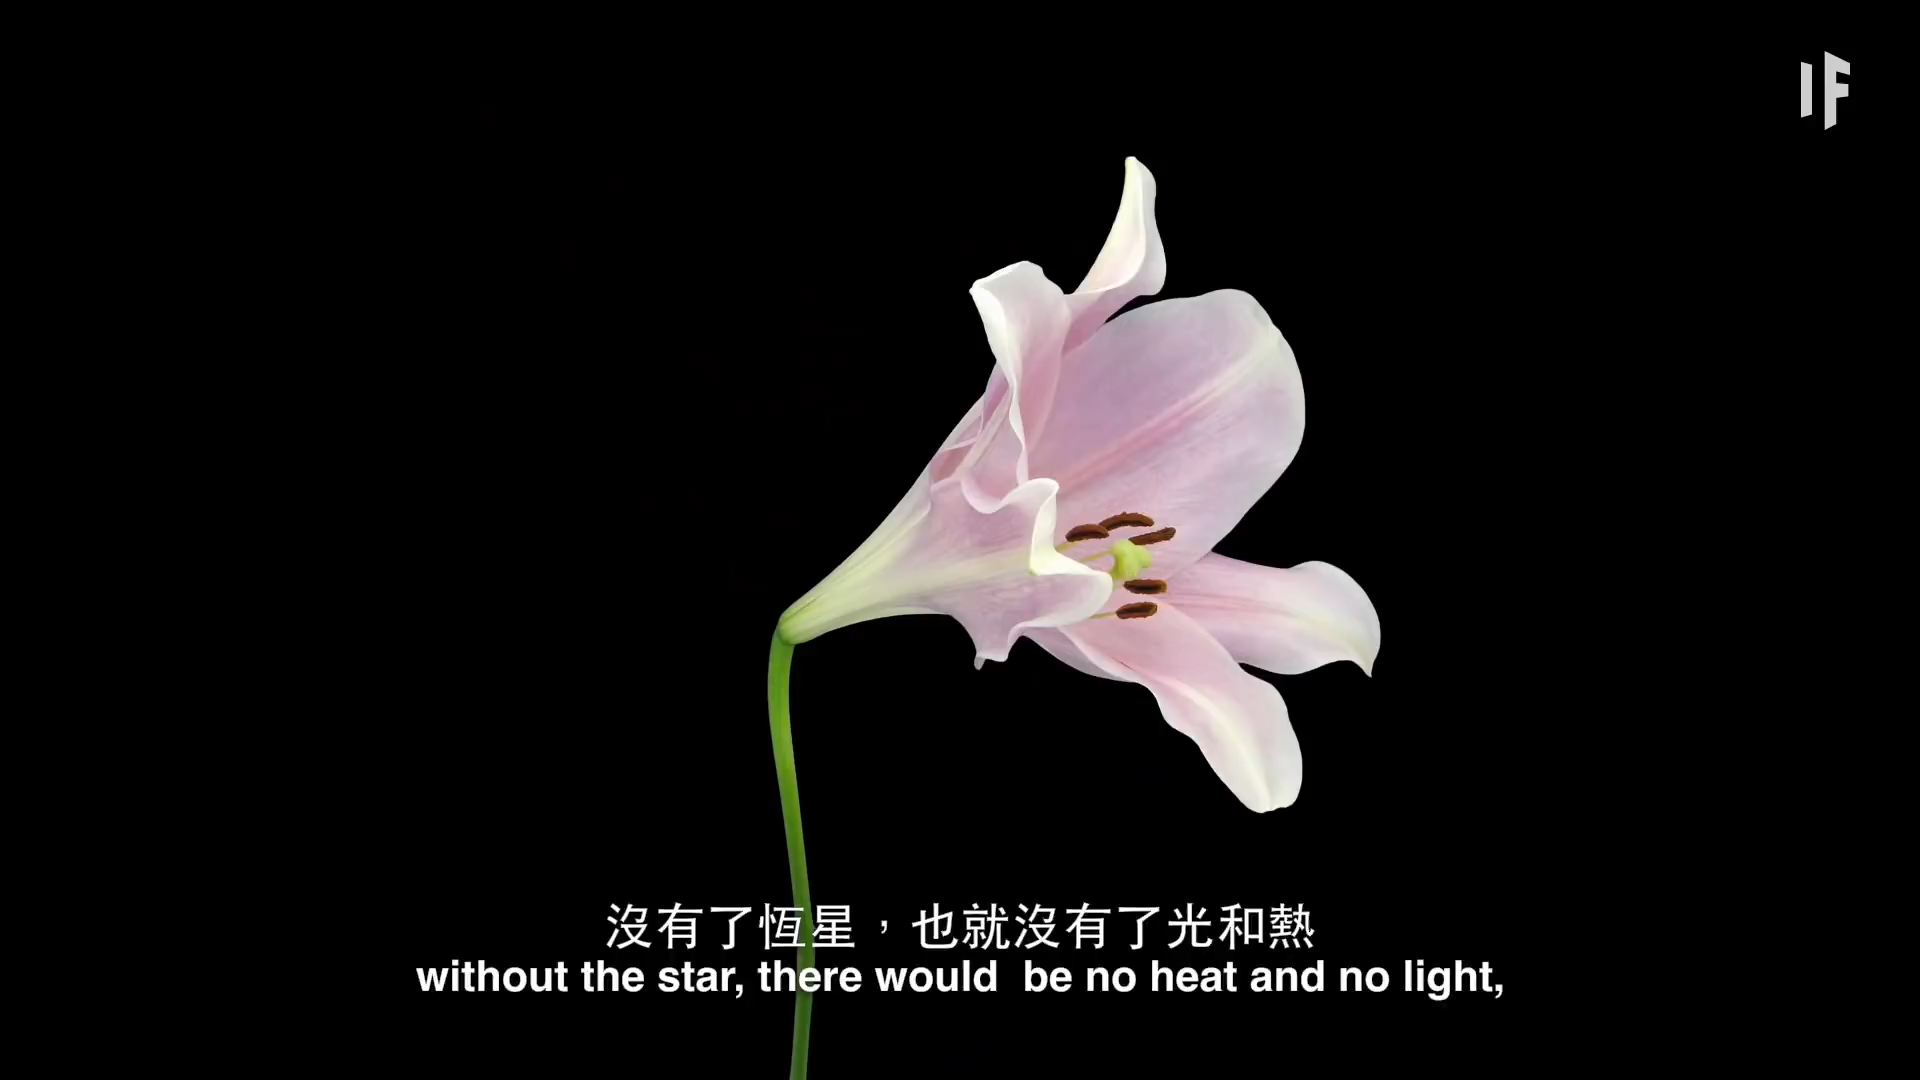 IF
沒有了恆星，也就沒有了光和熱
without the star, there would  be no heat and no light,